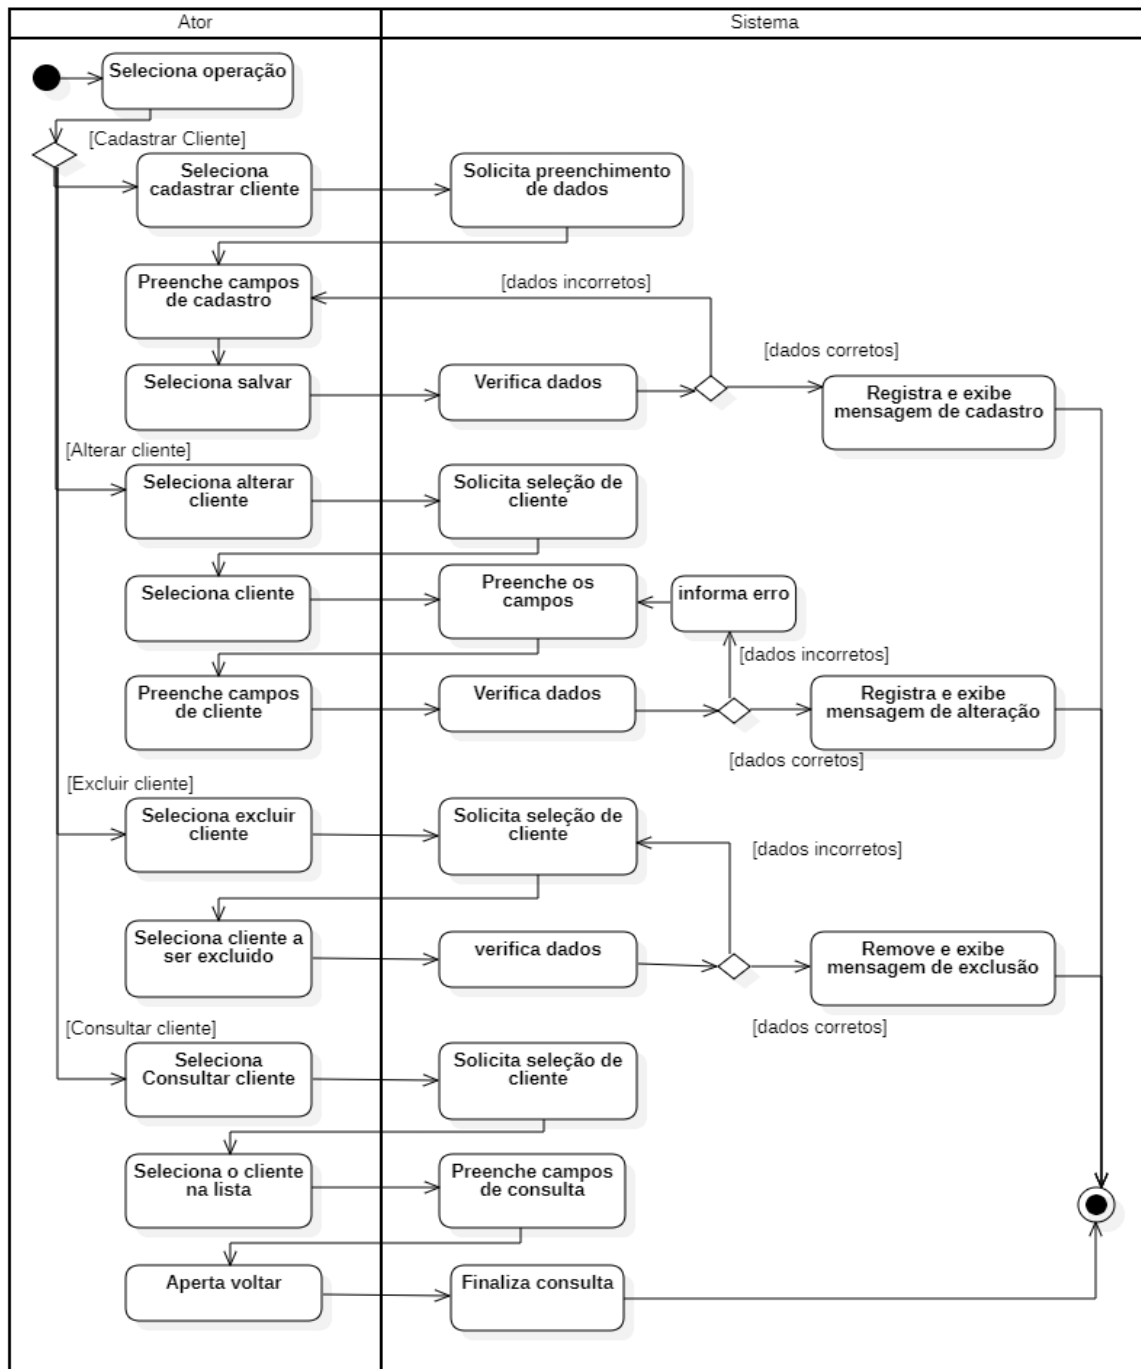 Ator
Sistema
Seleciona operação
[Cadastrar Cliente]
Seleciona
cadastrar cliente
Solicita preenchimento
de dados
Preenche campos
de cadastro
[dados incorretos]
[dados corretos]
Seleciona salvar
Verifica dados
Registra e exibe
mensagem de cadastro
[Alterar cliente]
Seleciona alterar
cliente
Solicita seleção de
cliente
Seleciona cliente
Preenche os
campos
informa erro
[dados incorretos]
Preenche campos
de cliente
Verifica dados
Registra e exibe
mensagem de alteração
[dados corretos]
[Excluir cliente]
Seleciona excluir
cliente
Solicita seleção de
cliente
[dados incorretos]
Seleciona cliente a
ser excluido
verifica dados
Remove e exibe
mensagem de exclusão
[dados corretos]
[Consultar cliente]
Seleciona
Consultar cliente
Solicita seleção de
cliente
Seleciona o cliente
na lista
Preenche campos
de consulta
Aperta voltar
Finaliza consulta